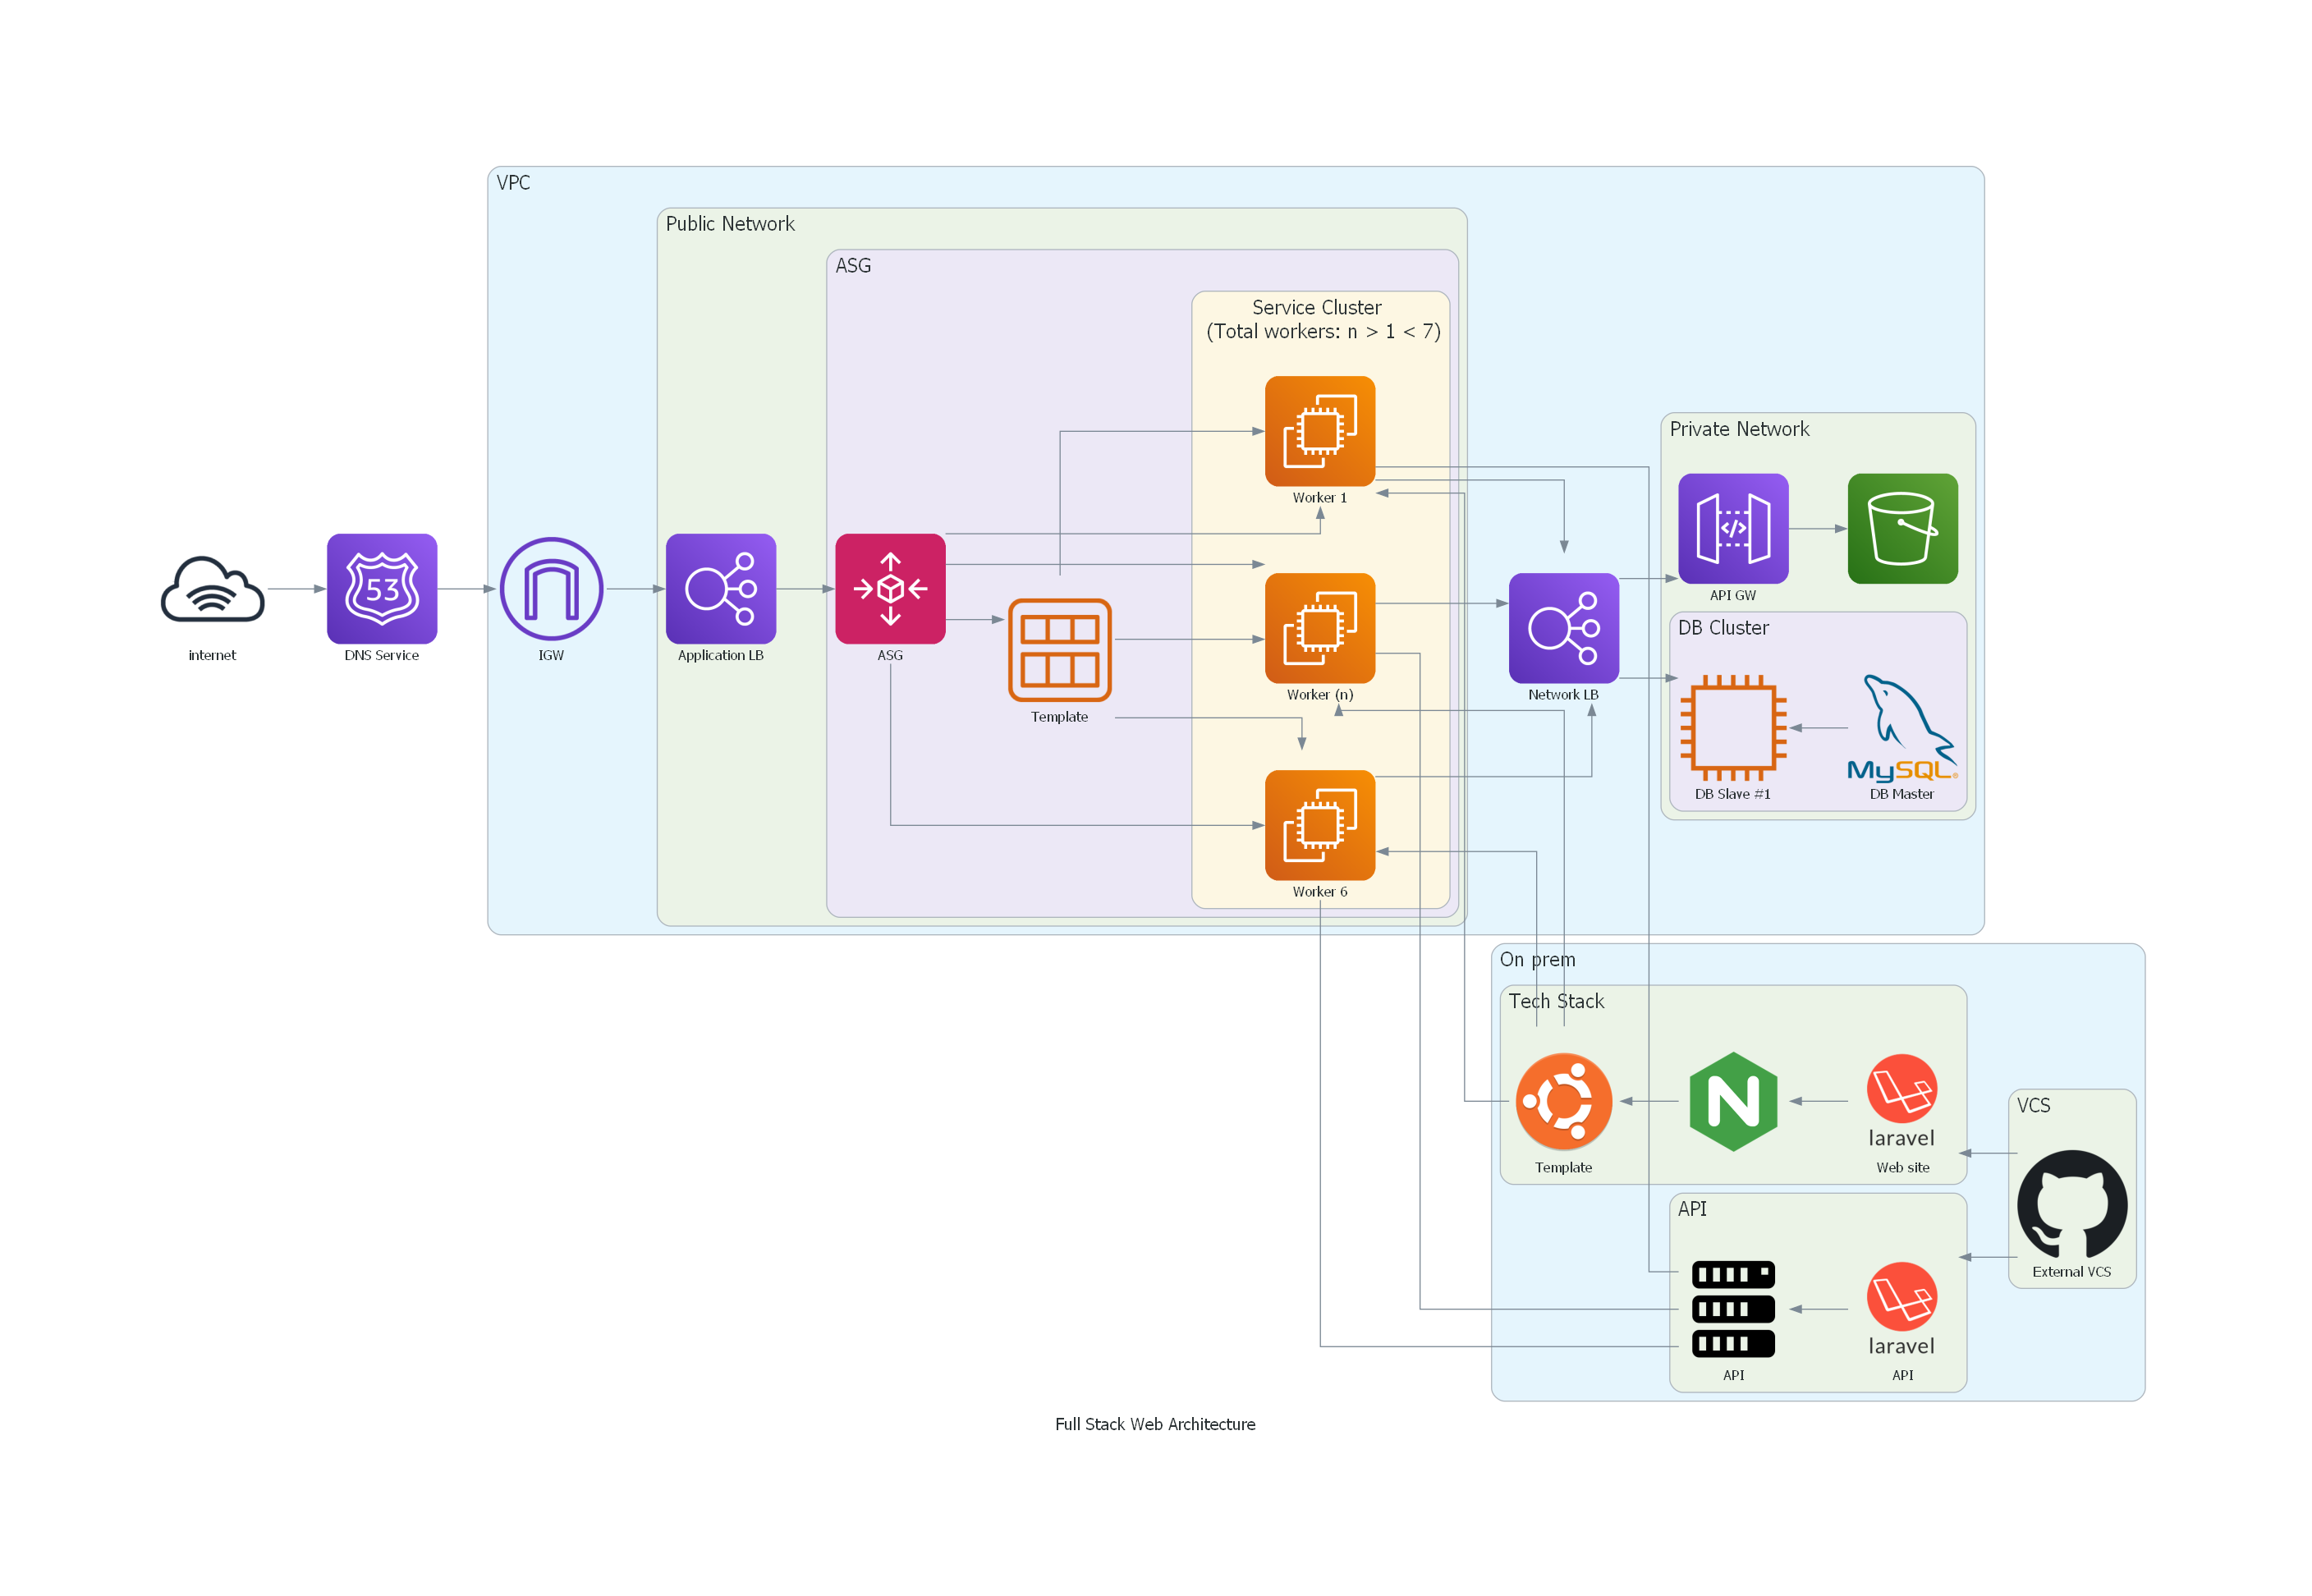 VPC
Public Network
ASG
Service Cluster
(Total workers: n > 1 < 7)
Worker 1
Private Network
API GW
internet
53
DNS Service
IGW
Application LB
ASG
Template
Worker (n)
Network LB
DB Cluster
MySQL®
DB Slave #1
DB Master
Worker 6
On prem
Tech Stack
Template
N
laravel
Web site
VCS
External VCS
API
API
laravel
API
Full Stack Web Architecture